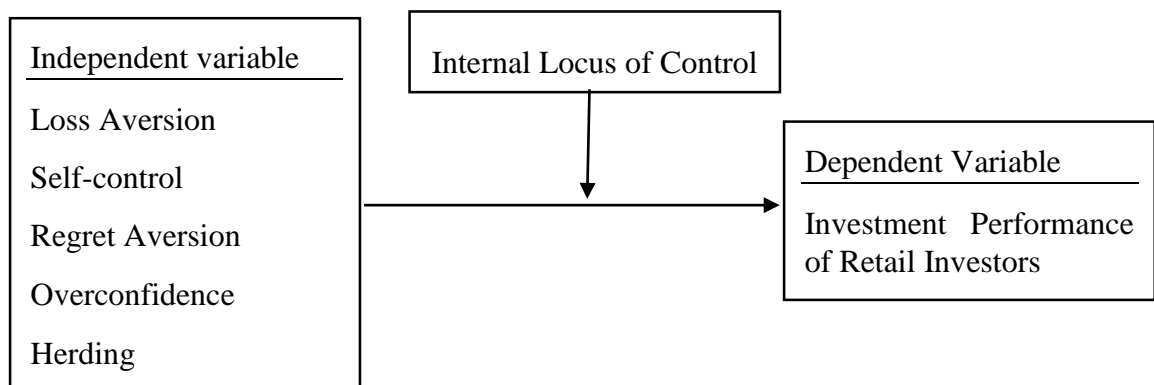 Independent variable
Loss Aversion
Self-control
Regret Aversion
Overconfidence
Herding
Internal Locus of Control
Dependent Variable
Investment Performance
of Retail Investors